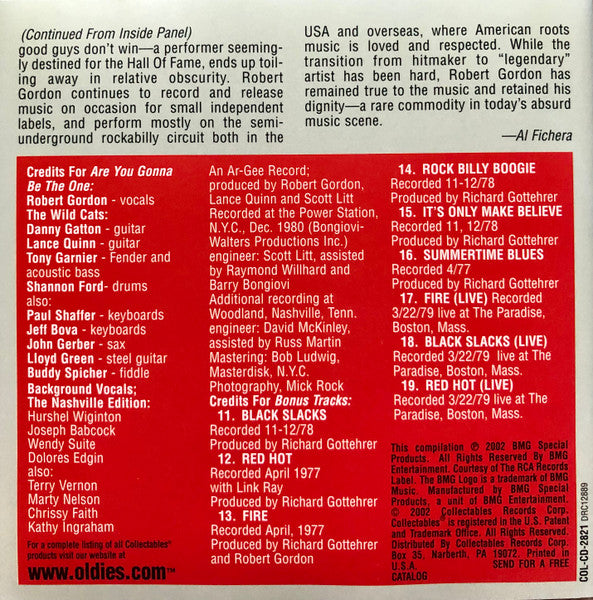 (Continued From Inside Panel)
good guys don't win—a performer seeming-
ly destined for the Hall Of Fame, ends up toil-
ing away in relative obscurity. Robert
Gordon continues to record and release
music on occasion for small independent
labels, and perform mostly on the semi-
underground rockabilly circuit both in the
USA and overseas, where American roots
music is loved and respected. While the
transition from hitmaker to “legendary”
artist has been hard, Robert Gordon has
remained true to the music and retained his
dignity—a rare commodity in today's absurd
music scene.
—Al Fichera
Credits For Are You Gonna
Be The One:
Robert Gordon - vocals
The Wild Cats:
Danny Gatton - guitar
Lance Quinn - guitar
Tony Garnier - Fender and
acoustic bass
Shannon Ford- drums
also:
Paul Shaffer - keyboards
Jeff Bova - keyboards
John Gerber - sax
Lloyd Green - steel guitar
Buddy Spicher - fiddle
Background Vocals;
The Nashville Edition:
Hurshel Wiginton
Joseph Babcock
Wendy Suite
Dolores Edgin
also:
Terry Vernon
Marty Nelson
Chrissy Faith
Kathy Ingraham
For a complete listing of all Collectables®
products visit our website at
www.oldies.com™
An Ar-Gee Record;
produced by Robert Gordon,
Lance Quinn and Scott Litt
Recorded at the Power Station,
N.Y.C., Dec. 1980 (Bongiovi-
Walters Productions Inc.)
engineer: Scott Litt, assisted
by Raymond Willhard and
Barry Bongiovi
Additional recording at
Woodland, Nashville, Tenn.
engineer: David McKinley,
assisted by Russ Martin
Mastering: Bob Ludwig,
Masterdisk, N.Y.C.
Photography, Mick Rock
Credits For Bonus Tracks:
11. BLACK SLACKS
Recorded 11-12/78
Produced by Richard Gottehrer
12. RED HOT
Recorded April 1977
with Link Ray
Produced by Richard Gottehrer
13. FIRE
Recorded April, 1977
Produced by Richard Gottehrer
and Robert Gordon
14. ROCK BILLY BOOGIE
Recorded 11-12/78
Produced by Richard Gottehrer
15. IT'S ONLY MAKE BELIEVE
Recorded 11, 12/78
Produced by Richard Gottehrer
16. SUMMERTIME BLUES
Recorded 4/77
Produced by Richard Gottehrer
17. FIRE (LIVE) Recorded
3/22/79 live at The Paradise,
Boston, Mass.
18. BLACK SLACKS (LIVE)
Recorded 3/22/79 live at The
Paradise, Boston, Mass.
19. RED HOT (LIVE)
Recorded 3/22/79 live at The
Paradise, Boston, Mass.
This compilation ℗ 2002 BMG Special
Products. All Rights Reserved By BMG
Entertainment. Courtesy of The RCA Records
Label. The BMG Logo is a trademark of BMG
Music. Manufactured by BMG Special
Products, a unit of BMG Entertainment.
© 2002 Collectables Records Corp.
Collectables® is registered in the U.S. Patent
and Trademark Office. All Rights Reserved.
Distributed By Collectables Records Corp.
Box 35, Narberth, PA 19072. Printed in
U.S.A. SEND FOR A FREE
CATALOG
COL-CD-2821 DRC12889